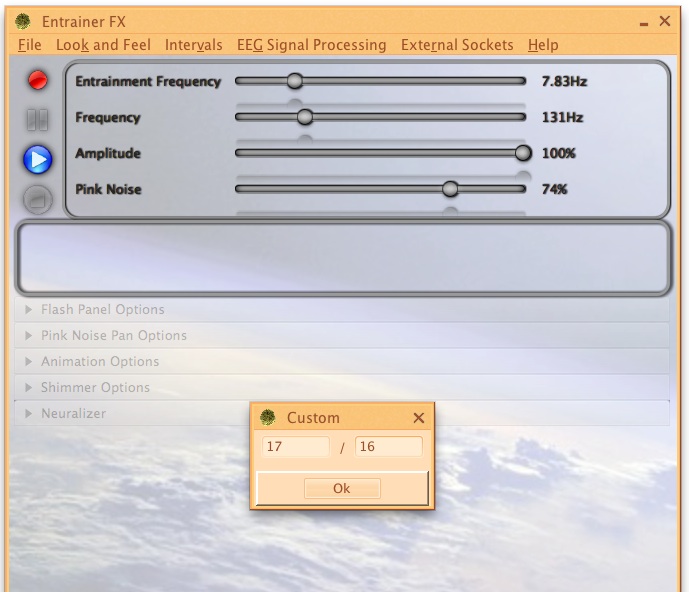 Entrainer FX
File Look and Feel Intervals EEG Signal Processing External Sockets Help
Entrainment Frequency 7.83Hz
Frequency 131Hz
Amplitude 100%
Pink Noise 74%
Flash Panel Options
Pink Noise Pan Options
Animation Options
Shimmer Options
Neuralizer
Custom
17 / 16
Ok